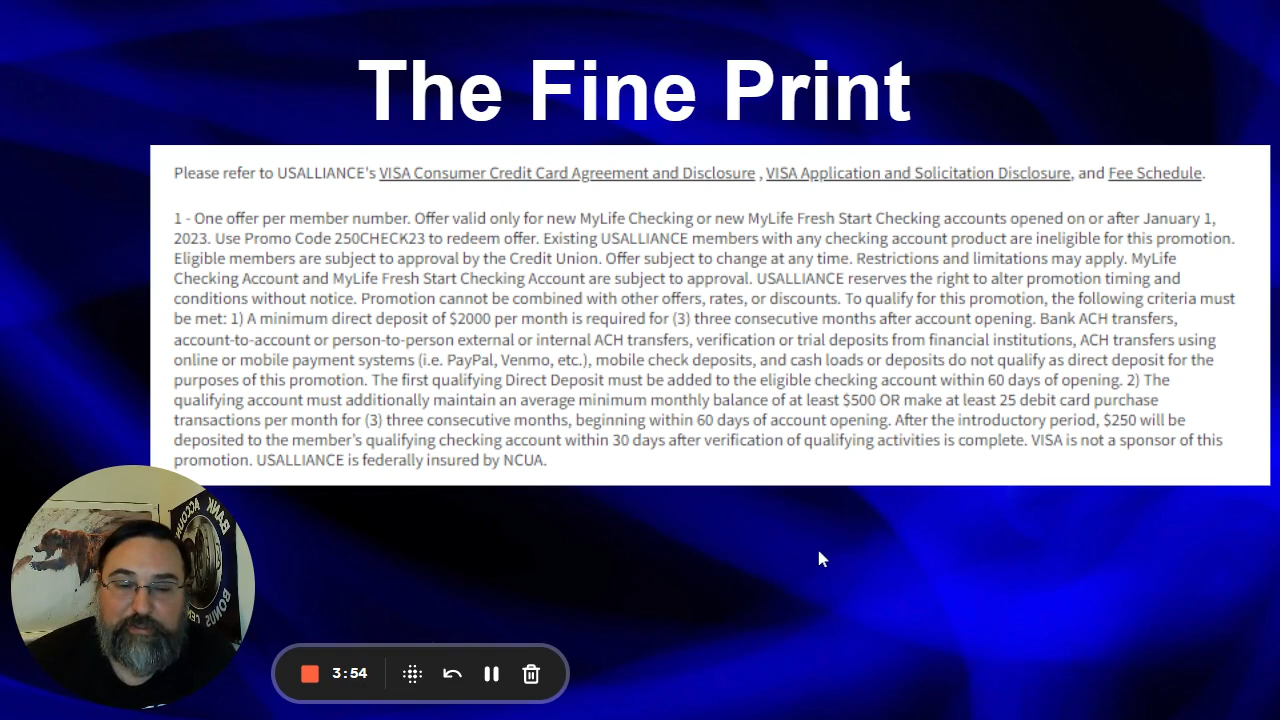 The Fine Print
Please refer to USALLIANCE's VISA Consumer Credit Card Agreement and Disclosure , VISA Application and Solicitation Disclosure, and Fee Schedule.
1 - One offer per member number. Offer valid only for new MyLife Checking or new MyLife Fresh Start Checking accounts opened on or after January 1,
2023. Use Promo Code 250CHECK23 to redeem offer. Existing USALLIANCE members with any checking account product are ineligible for this promotion.
Eligible members are subject to approval by the Credit Union. Offer subject to change at any time. Restrictions and limitations may apply. MyLife
Checking Account and MyLife Fresh Start Checking Account are subject to approval. USALLIANCE reserves the right to alter promotion timing and
conditions without notice. Promotion cannot be combined with other offers, rates, or discounts. To qualify for this promotion, the following criteria must
be met: 1) A minimum direct deposit of $2000 per month is required for (3) three consecutive months after account opening. Bank ACH transfers,
account-to-account or person-to-person external or internal ACH transfers, verification or trial deposits from financial institutions, ACH transfers using
online or mobile payment systems (i.e. PayPal, Venmo, etc.), mobile check deposits, and cash loads or deposits do not qualify as direct deposit for the
purposes of this promotion. The first qualifying Direct Deposit must be added to the eligible checking account within 60 days of opening. 2) The
qualifying account must additionally maintain an average minimum monthly balance of at least $500 OR make at least 25 debit card purchase
transactions per month for (3) three consecutive months, beginning within 60 days of account opening. After the introductory period, $250 will be
deposited to the member’s qualifying checking account within 30 days after verification of qualifying activities is complete. VISA is not a sponsor of this
promotion. USALLIANCE is federally insured by NCUA.
BANK
BONUS
3:54